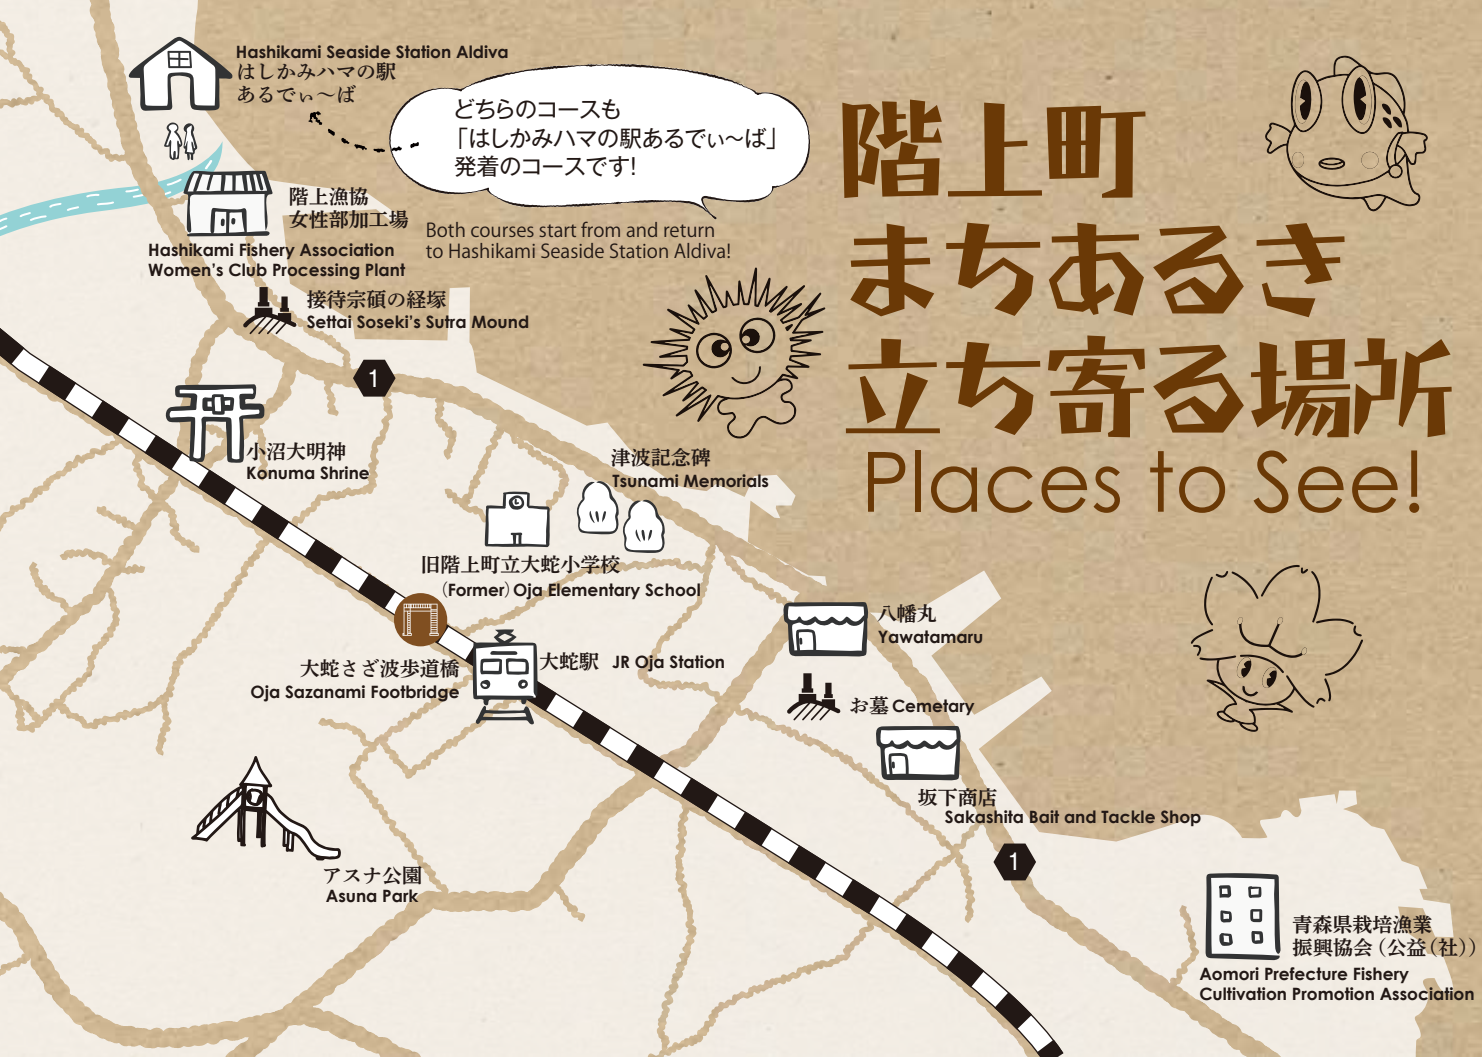 Hashikami Seaside Station Aldiva
はしかみハマの駅
あるでぃ～ば
どちらのコースも
「はしかみハマの駅あるでぃ～ば」
発着のコースです!
Both courses start from and return
to Hashikami Seaside Station Aldiva!
階上町
まちあるき
立ち寄る場所
Places to See!
階上漁協
女性部加工場
Hashikami Fishery Association
Women's Club Processing Plant
接待宗碩の経塚
Settai Soseki's Sutra Mound
1
小沼大明神
Konuma Shrine
津波記念碑
Tsunami Memorials
旧階上町立大蛇小学校
（Former）Oja Elementary School
大蛇さざ波歩道橋
Oja Sazanami Footbridge
大蛇駅 JR Oja Station
八幡丸
Yawatamaru
お墓 Cemetary
坂下商店
Sakashita Bait and Tackle Shop
1
アスナ公園
Asuna Park
青森県栽培漁業
振興協会（公益（社））
Aomori Prefecture Fishery
Cultivation Promotion Association